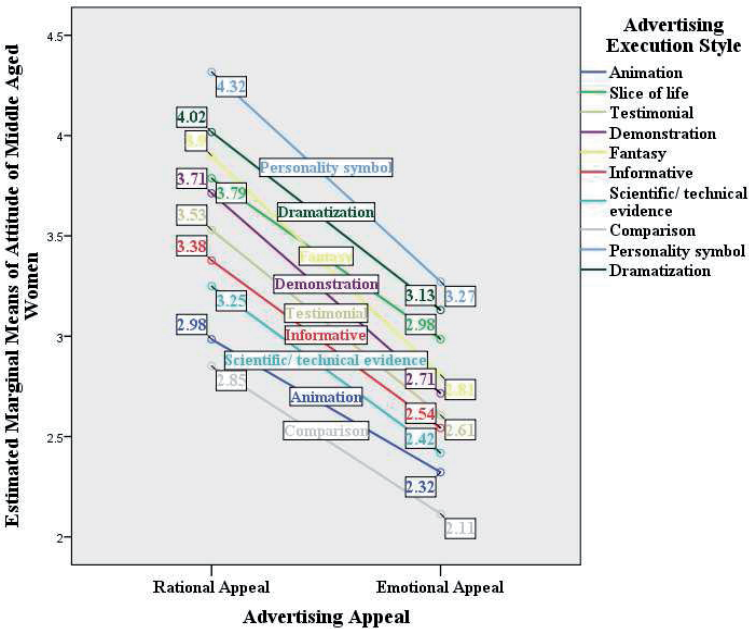 Advertising
Execution Style
Animation
Slice of life
Testimonial
Demonstration
Fantasy
Informative
Scientific/ technical
evidence
Comparison
Personality symbol
Dramatization
Estimated Marginal Means of Attitude of Middle Aged
Women
4.5
4
3.5
3
2.5
2
4.32
4.02
3.9
3.71
3.79
3.53
3.38
3.25
2.98
2.85
Personality symbol
Dramatization
Fantasy
Demonstration
Testimonial
Informative
Scientific/ technical evidence
Animation
Comparison
3.13
3.27
2.98
2.71
2.81
2.54
2.61
2.42
2.32
2.11
Rational Appeal
Emotional Appeal
Advertising Appeal